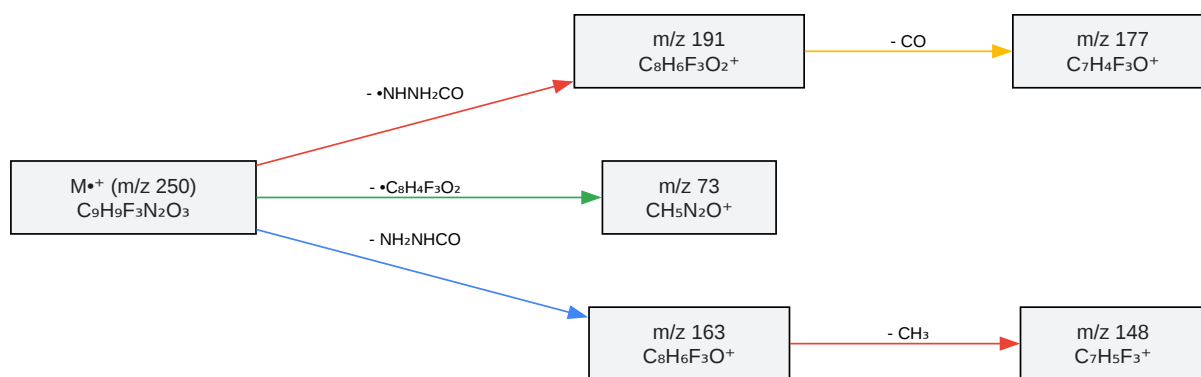 m/z 191
C₈H₆F₃O₂⁺
- CO
m/z 177
C₇H₄F₃O⁺
- •NHNH₂CO
M•⁺ (m/z 250)
C₉H₉F₃N₂O₃
- •C₈H₄F₃O₂
m/z 73
CH₅N₂O⁺
- NH₂NHCO
m/z 163
C₈H₆F₃O⁺
- CH₃
m/z 148
C₇H₅F₃⁺